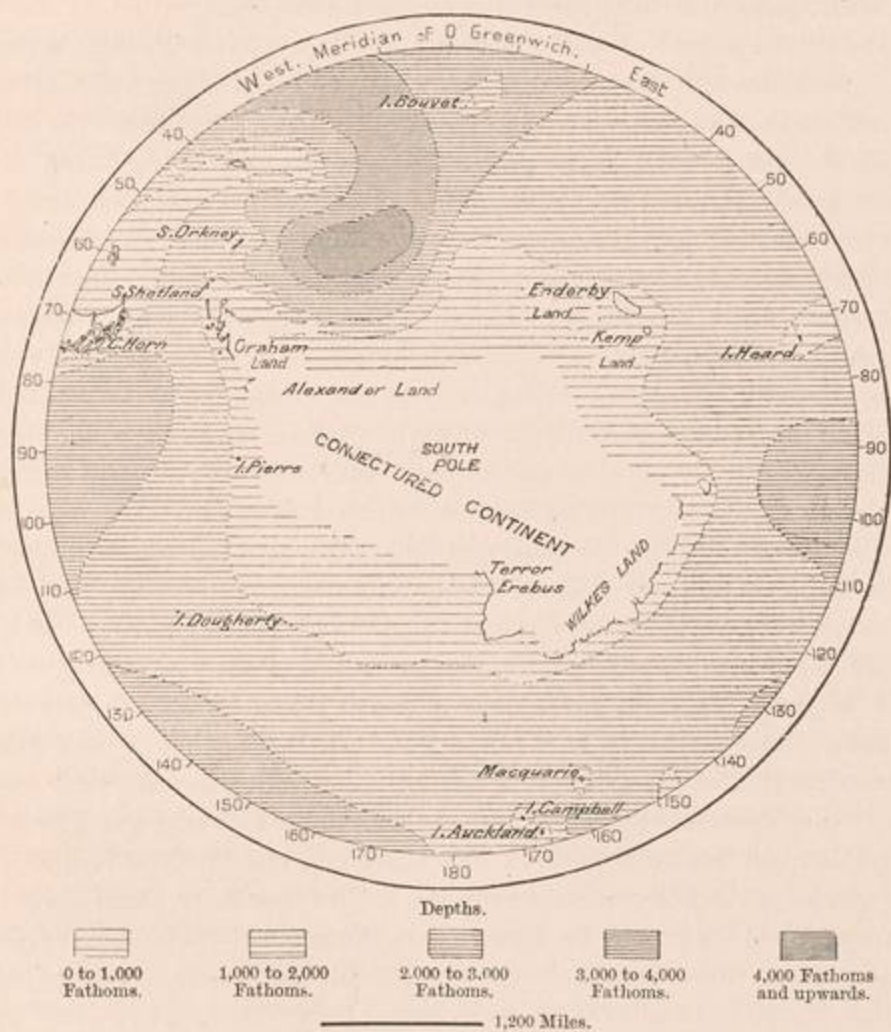 West. Meridian of 0 Greenwich. East
I. Bouvet
40
40
50
50
S. Orkney
60
60
S. Shetland
Enderby
Land
70
70
C. Horn
Graham
Land
Kemp
Land
I. Heard
80
80
Alexander Land
SOUTH
POLE
90
90
I. Pierre
CONJECTURED CONTINENT
100
100
Terror
Erebus
WILKES LAND
110
110
I. Dougherty
120
120
130
130
Macquarie
140
140
I. Campbell
150
150
I. Auckland
160
160
170
170
180
Depths.
0 to 1,000
Fathoms.
1,000 to 2,000
Fathoms.
2.000 to 3,000
Fathoms.
3,000 to 4,000
Fathoms.
4,000 Fathoms
and upwards.
1,200 Miles.